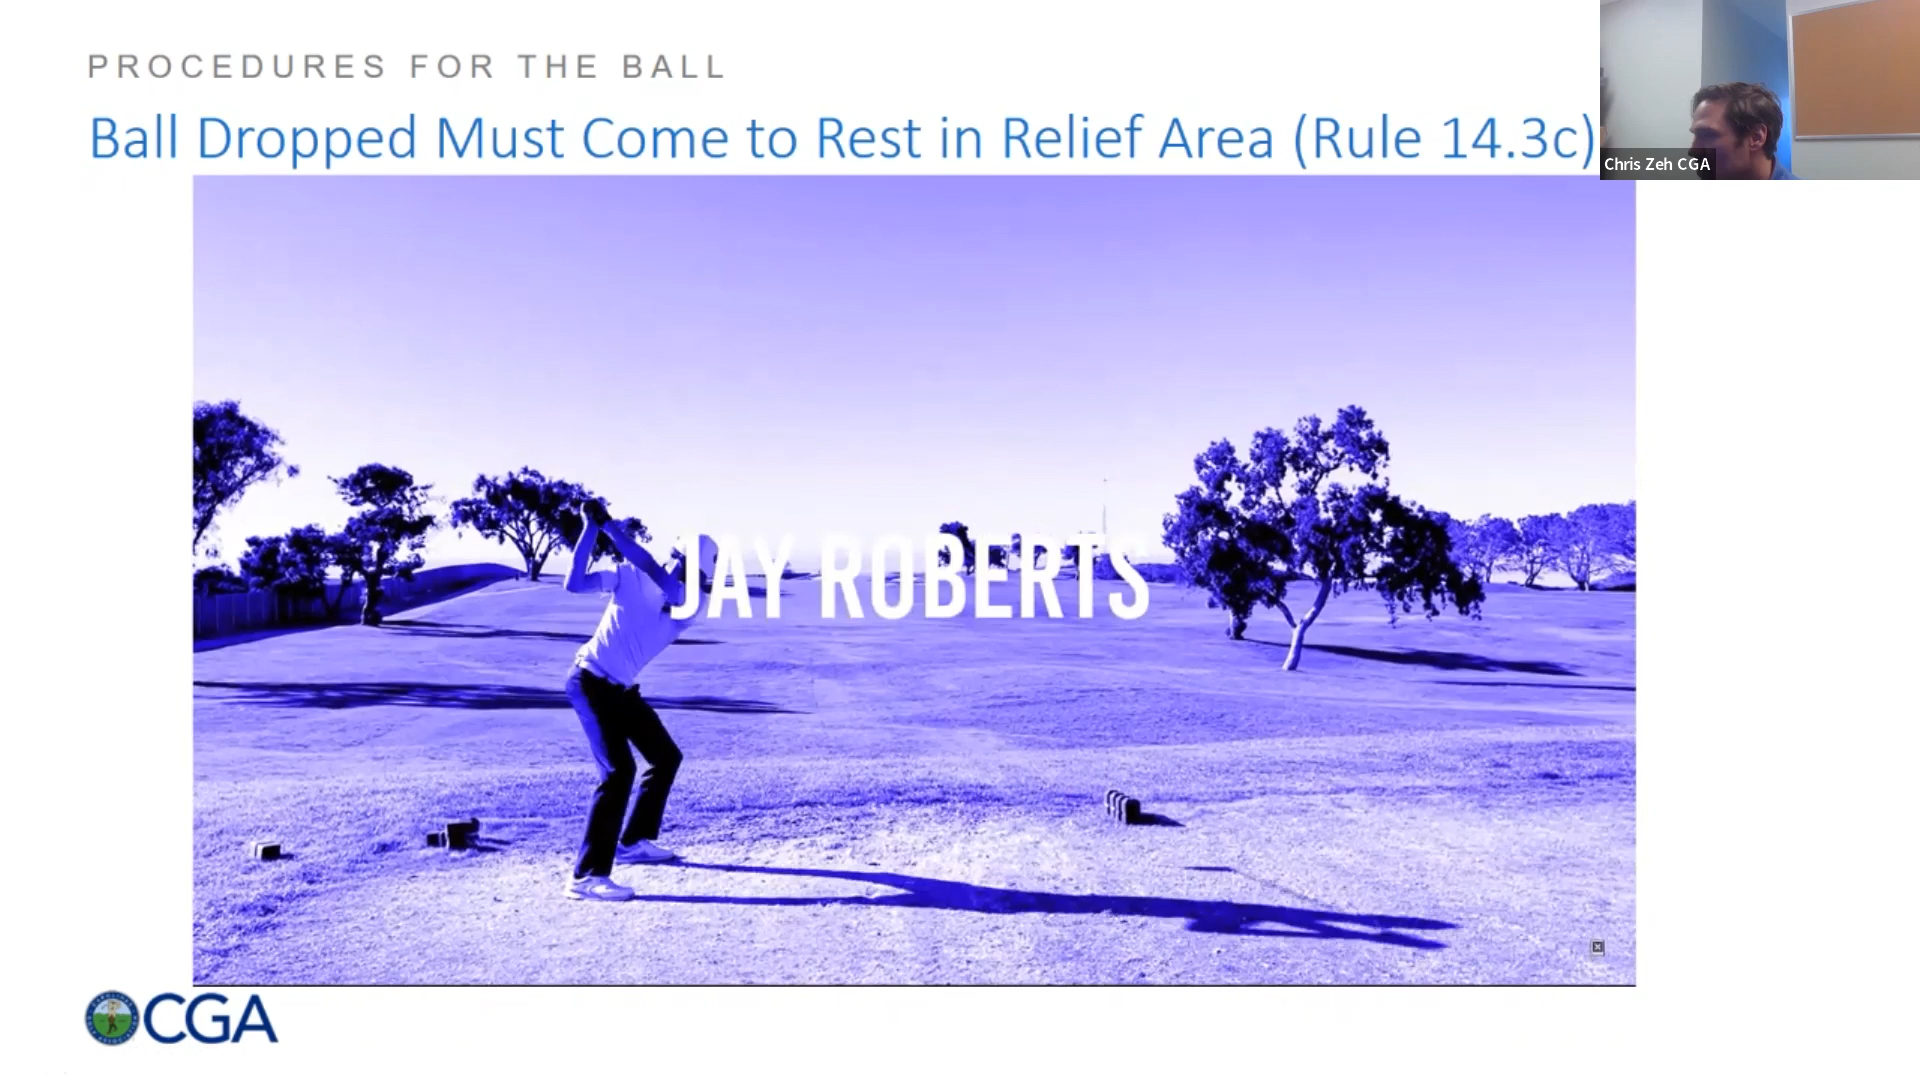 PROCEDURES FOR THE BALL
Ball Dropped Must Come to Rest in Relief Area (Rule 14.3c)
Chris Zeh CGA
JAY ROBERTS
CGA